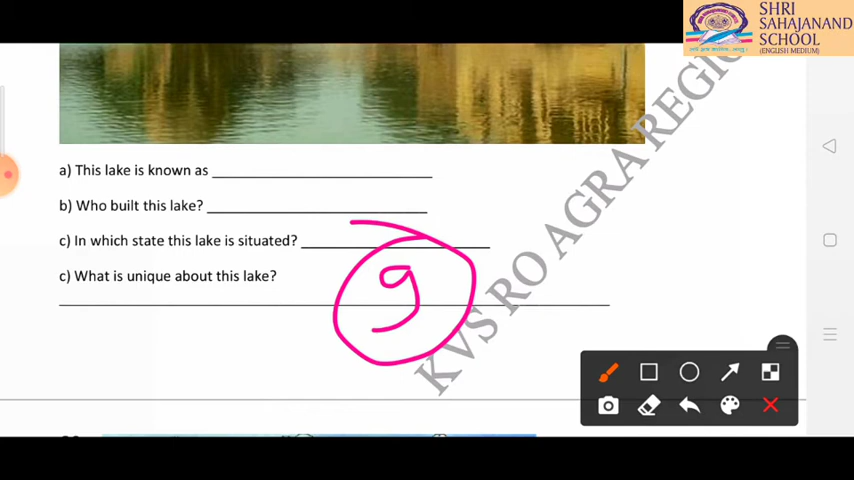 SHRI
SAHAJANAND
SCHOOL
(ENGLISH MEDIUM)
a) This lake is known as
b) Who built this lake?
c) In which state this lake is situated?
c) What is unique about this lake?
9
KVS RO AGRA REGIO